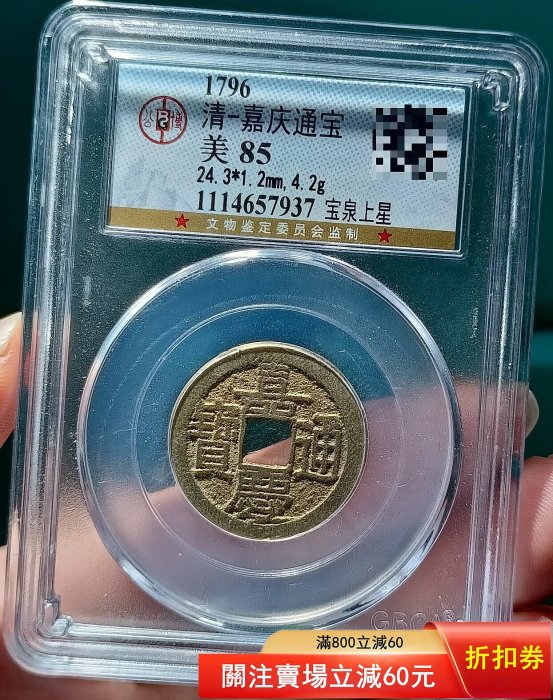 1796
清-嘉庆通宝
美 85
24.3*1.2mm,4.2g
1114657937 宝泉上星
★ 文物鉴定委员会监制 ★
嘉慶通寶
滿800立減60
關注賣場立減60元
折扣券